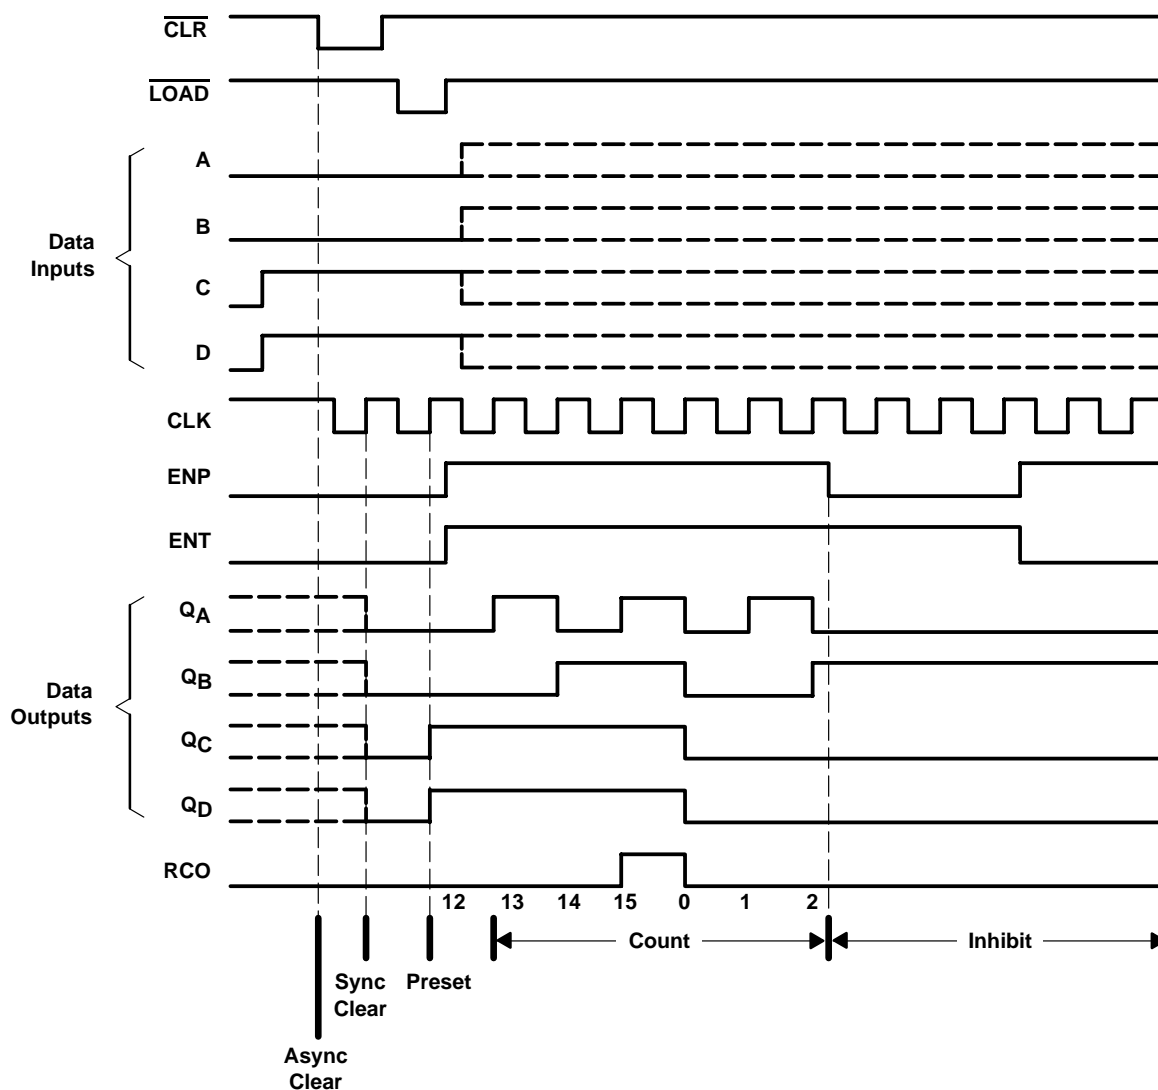 CLR
LOAD
A
B
Data
Inputs
C
D
CLK
ENP
ENT
QA
QB
Data
Outputs
QC
QD
RCO
12 13 14 15 0 1 2
Count Inhibit
Sync
Clear
Preset
Async
Clear